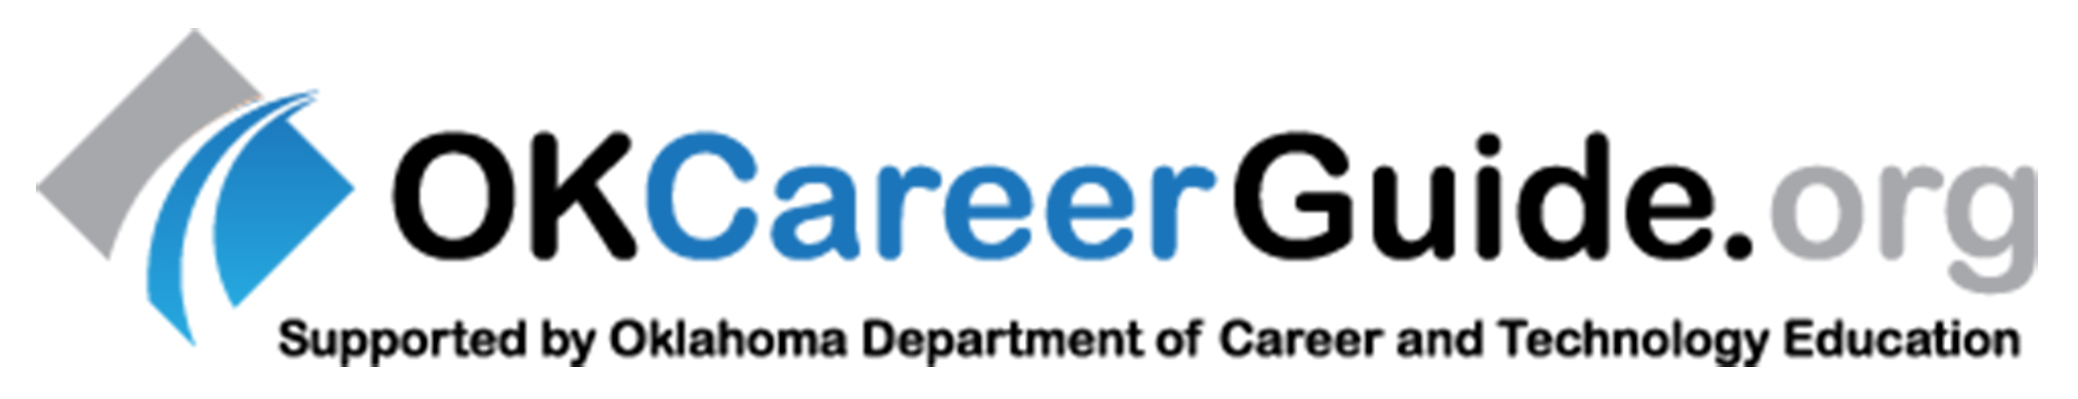 OKCareerGuide.org
Supported by Oklahoma Department of Career and Technology Education